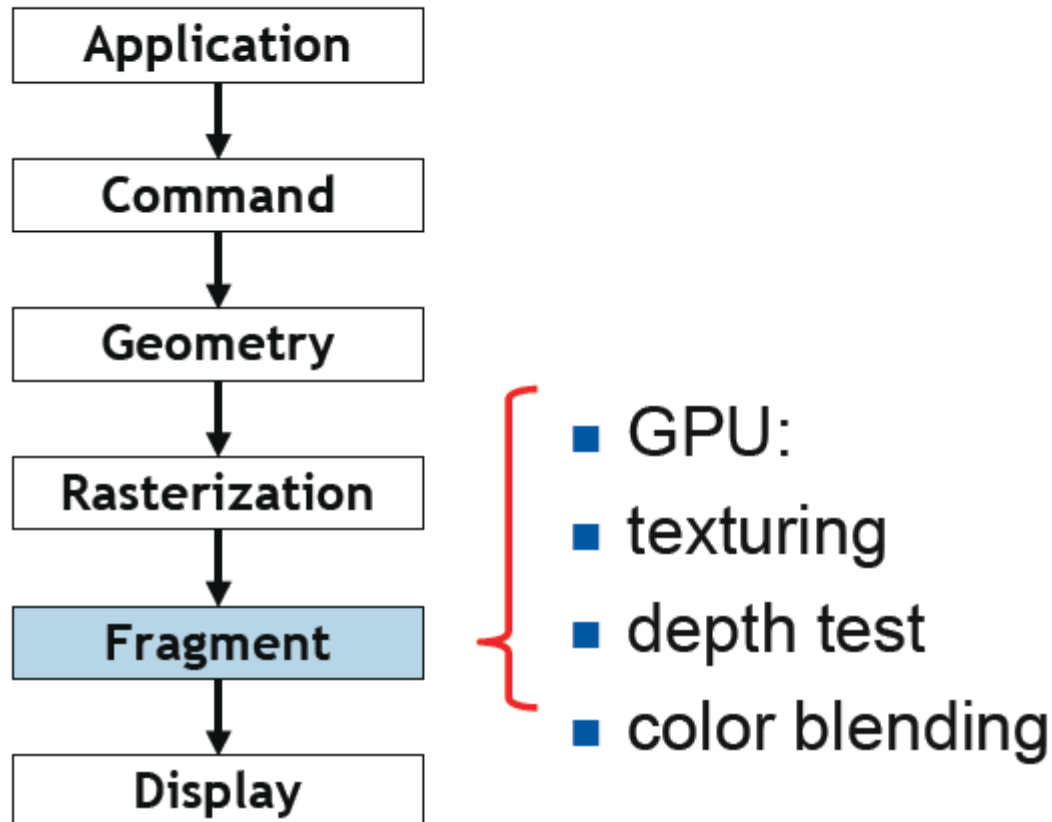 Application
Command
Geometry
Rasterization
Fragment
Display
GPU:
texturing
depth test
color blending